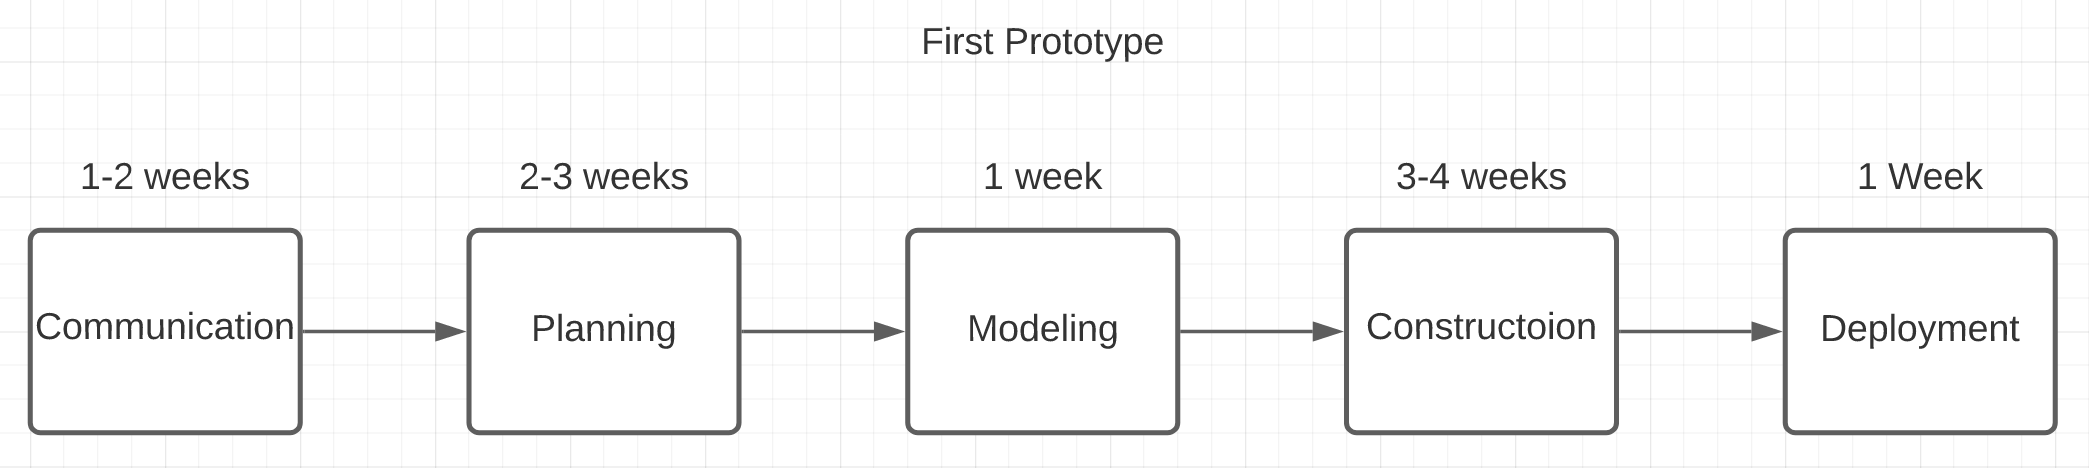 First Prototype
1-2 weeks
2-3 weeks
1 week
3-4 weeks
1 Week
Communication
Planning
Modeling
Constructoion
Deployment